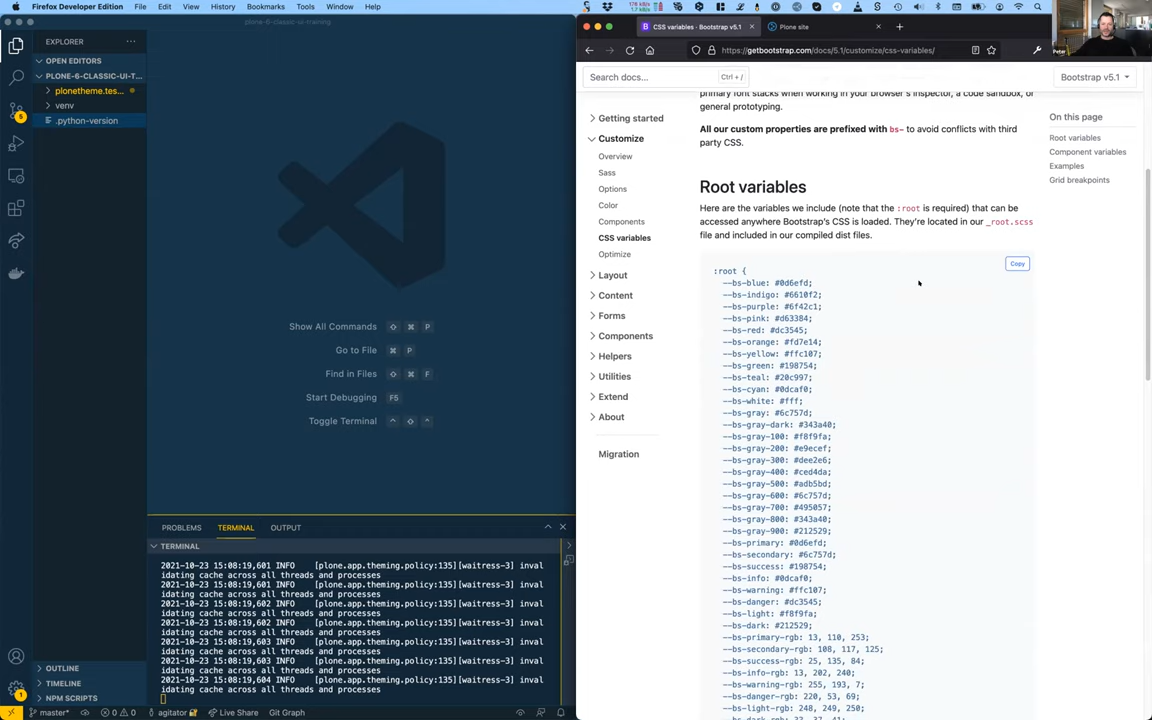 Firefox Developer Edition File Edit View History Bookmarks Tools Window Help
plone-6-classic-ui-training
EXPLORER
OPEN EDITORS
PLONE-6-CLASSIC-UI-T...
plonetheme.tes...
venv
.python-version
Show All Commands
Go to File
Find in Files
Start Debugging F5
Toggle Terminal
PROBLEMS TERMINAL OUTPUT
TERMINAL
2021-10-23 15:08:19,601 INFO [plone.app.theming.policy:135][waitress-3] inval
idating cache across all threads and processes
2021-10-23 15:08:19,601 INFO [plone.app.theming.policy:135][waitress-3] inval
idating cache across all threads and processes
2021-10-23 15:08:19,602 INFO [plone.app.theming.policy:135][waitress-3] inval
idating cache across all threads and processes
2021-10-23 15:08:19,602 INFO [plone.app.theming.policy:135][waitress-3] inval
idating cache across all threads and processes
2021-10-23 15:08:19,603 INFO [plone.app.theming.policy:135][waitress-3] inval
idating cache across all threads and processes
2021-10-23 15:08:19,603 INFO [plone.app.theming.policy:135][waitress-3] inval
idating cache across all threads and processes
2021-10-23 15:08:19,604 INFO [plone.app.theming.policy:135][waitress-3] inval
idating cache across all threads and processes
OUTLINE
TIMELINE
NPM SCRIPTS
master* 0 0 agitator Live Share Git Graph
CSS variables · Bootstrap v5.1
Plone site
https://getbootstrap.com/docs/5.1/customize/css-variables/
Search docs... Ctrl + /
Bootstrap v5.1
Getting started
Customize
Overview
Sass
Options
Color
Components
CSS variables
Optimize
Layout
Content
Forms
Components
Helpers
Utilities
Extend
About
Migration
primary font stacks when working in your browser's inspector, a code sandbox, or
general prototyping.
All our custom properties are prefixed with bs- to avoid conflicts with third
party CSS.
Root variables
Here are the variables we include (note that the :root is required) that can be
accessed anywhere Bootstrap's CSS is loaded. They're located in our _root.scss
file and included in our compiled dist files.
Copy
:root {
--bs-blue: #0d6efd;
--bs-indigo: #6610f2;
--bs-purple: #6f42c1;
--bs-pink: #d63384;
--bs-red: #dc3545;
--bs-orange: #fd7e14;
--bs-yellow: #ffc107;
--bs-green: #198754;
--bs-teal: #20c997;
--bs-cyan: #0dcaf0;
--bs-white: #fff;
--bs-gray: #6c757d;
--bs-gray-dark: #343a40;
--bs-gray-100: #f8f9fa;
--bs-gray-200: #e9ecef;
--bs-gray-300: #dee2e6;
--bs-gray-400: #ced4da;
--bs-gray-500: #adb5bd;
--bs-gray-600: #6c757d;
--bs-gray-700: #495057;
--bs-gray-800: #343a40;
--bs-gray-900: #212529;
--bs-primary: #0d6efd;
--bs-secondary: #6c757d;
--bs-success: #198754;
--bs-info: #0dcaf0;
--bs-warning: #ffc107;
--bs-danger: #dc3545;
--bs-light: #f8f9fa;
--bs-dark: #212529;
--bs-primary-rgb: 13, 110, 253;
--bs-secondary-rgb: 108, 117, 125;
--bs-success-rgb: 25, 135, 84;
--bs-info-rgb: 13, 202, 240;
--bs-warning-rgb: 255, 193, 7;
--bs-danger-rgb: 220, 53, 69;
--bs-light-rgb: 248, 249, 250;
--bs-dark-rgb: 33, 37, 41;
On this page
Root variables
Component variables
Examples
Grid breakpoints